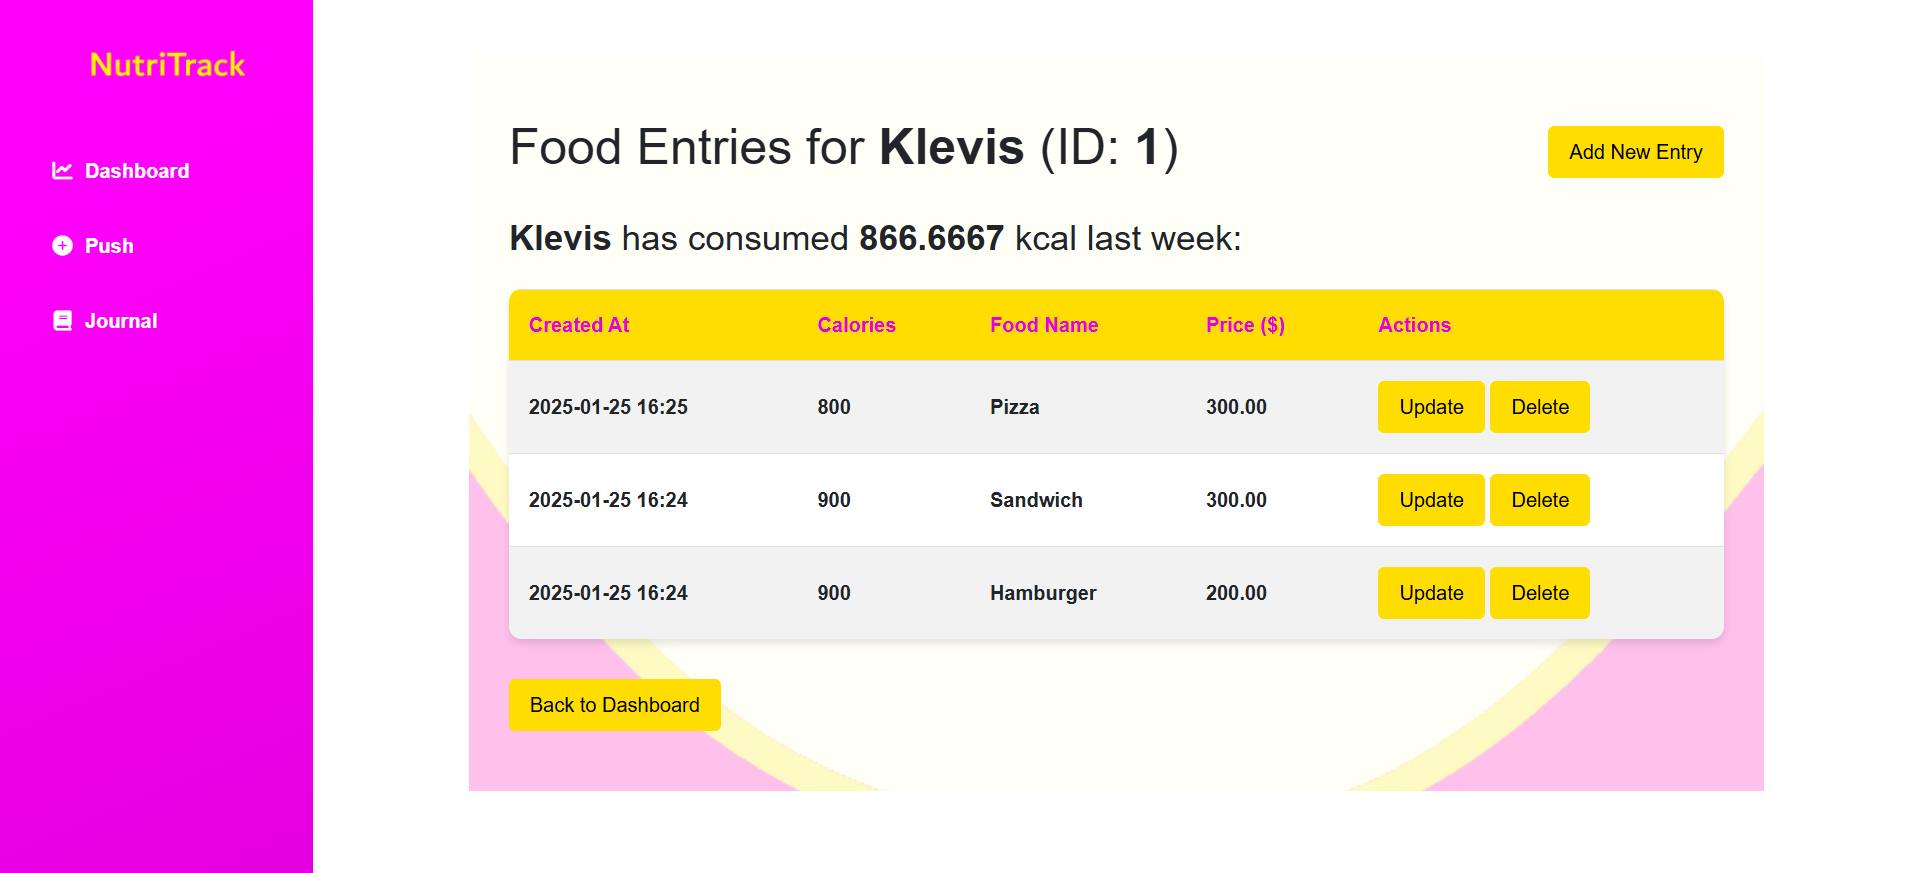 NutriTrack
Dashboard
Push
Journal
Food Entries for Klevis (ID: 1)
Add New Entry
Klevis has consumed 866.6667 kcal last week:
Created At Calories Food Name Price ($) Actions
2025-01-25 16:25 800 Pizza 300.00 Update Delete
2025-01-25 16:24 900 Sandwich 300.00 Update Delete
2025-01-25 16:24 900 Hamburger 200.00 Update Delete
Back to Dashboard